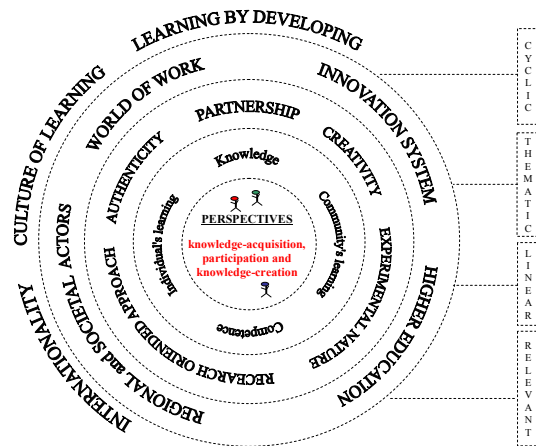 LEARNING BY DEVELOPING
CULTURE OF LEARNING
INTERNATIONALITY
WORLD OF WORK
INNOVATION SYSTEM
HIGHER EDUCATION
REGIONAL and SOCIETAL ACTORS
PARTNERSHIP
CREATIVITY
EXPERIMENTAL NATURE
RECEARCH ORIENDED APPROACH
AUTHENTICITY
Knowledge
Community's learning
Competence
Individual's learning
PERSPECTIVES
knowledge-acquisition,
participation and
knowledge-creation
CYCLIC
THEMATIC
LINEAR
RELEVANT